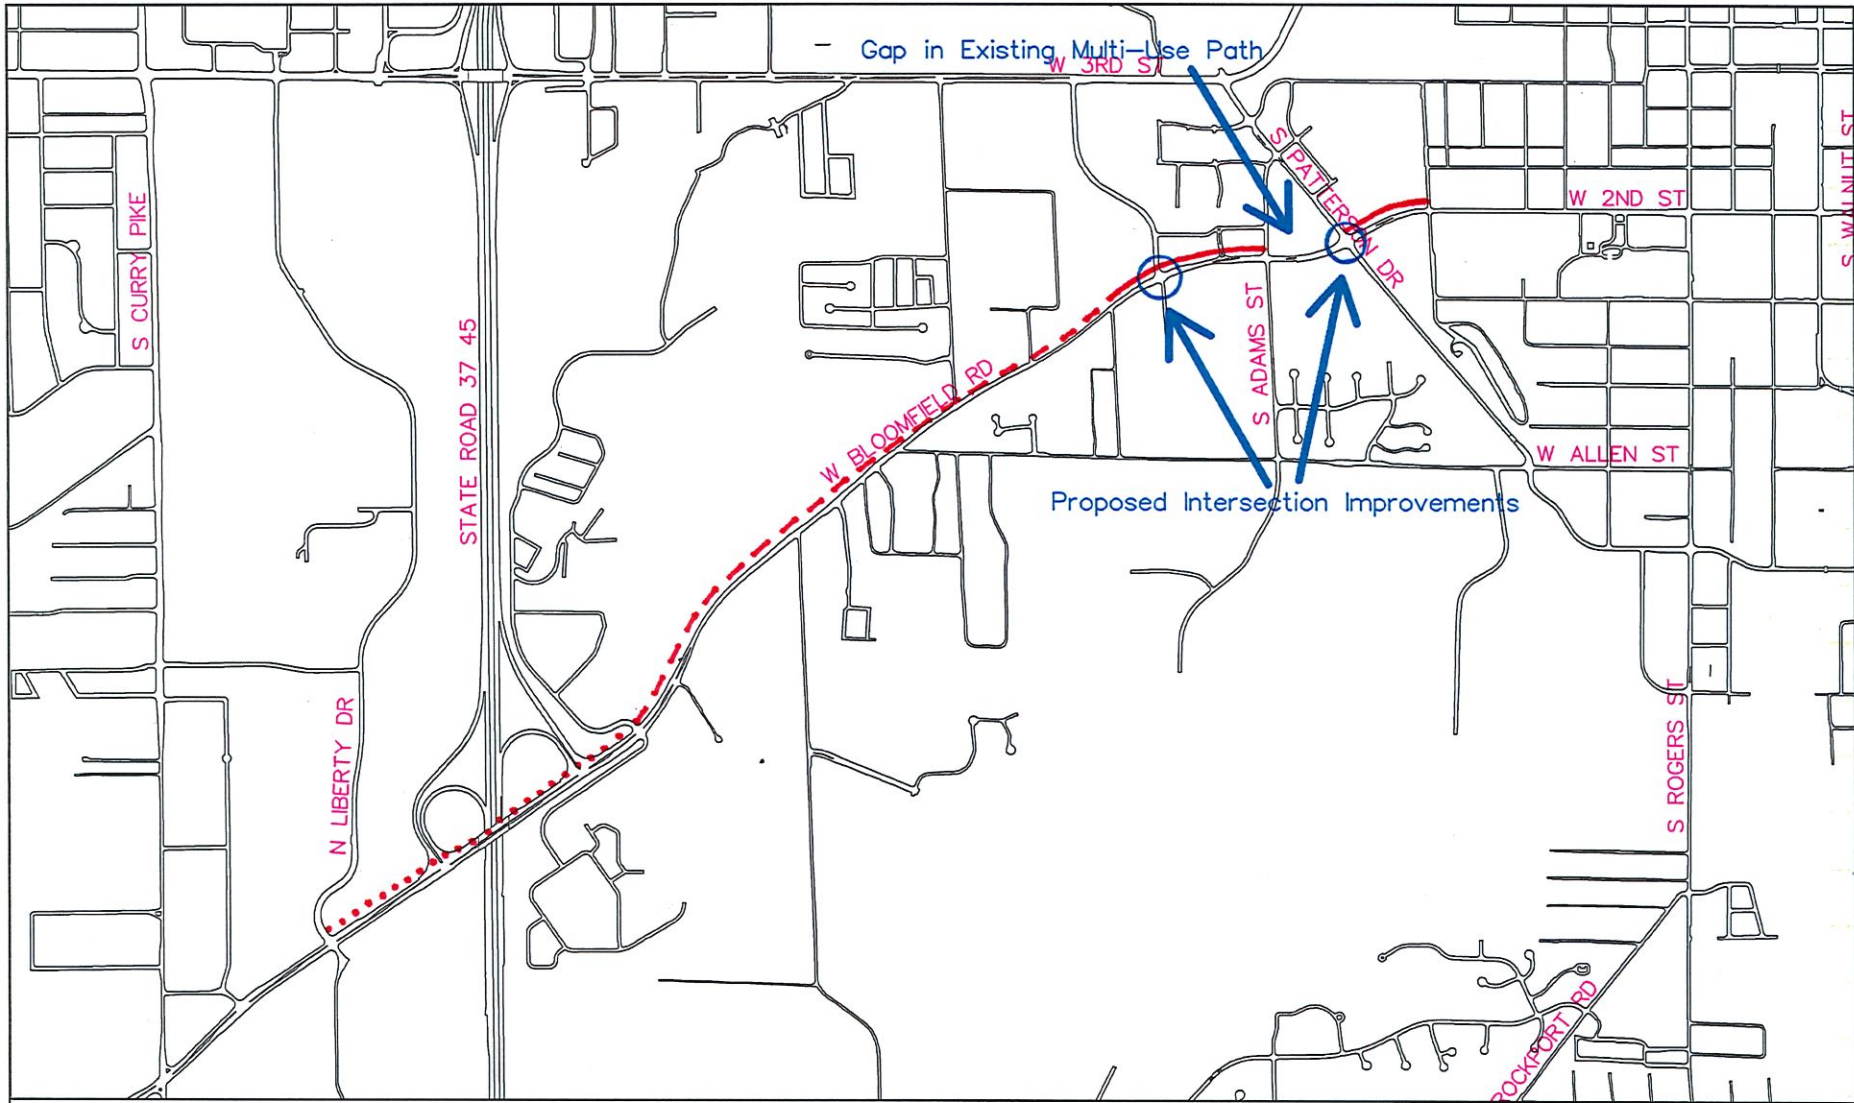 Gap in Existing Multi-Use Path
W 3RD ST
S PATTERSON DR
S WALNUT ST
W 2ND ST
S CURRY PIKE
STATE ROAD 37 45
S ADAMS ST
W BLOOMFIELD RD
W ALLEN ST
Proposed Intersection Improvements
N LIBERTY DR
S ROGERS ST
ROCKPORT RD